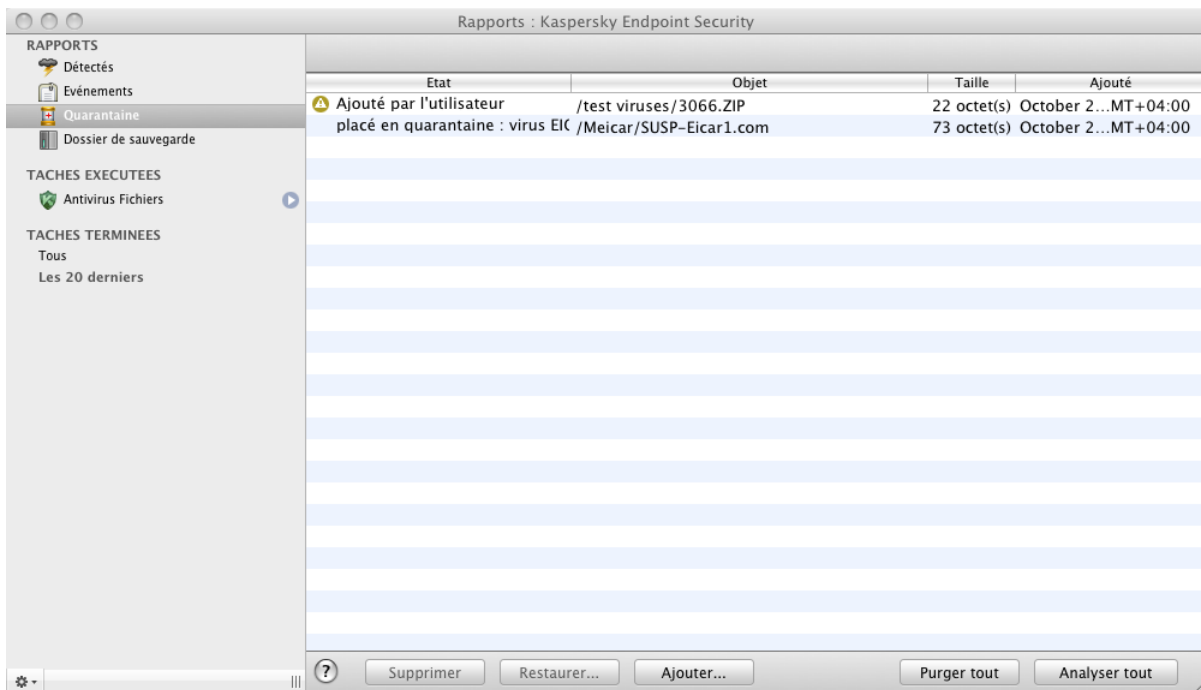 Rapports : Kaspersky Endpoint Security
RAPPORTS
Détectés
Evénements
Quarantaine
Dossier de sauvegarde
TACHES EXECUTEES
Antivirus Fichiers
TACHES TERMINEES
Tous
Les 20 derniers
Etat Objet Taille Ajouté
Ajouté par l'utilisateur /test viruses/3066.ZIP 22 octet(s) October 2...MT+04:00
placé en quarantaine : virus EIC /Meicar/SUSP-Eicar1.com 73 octet(s) October 2...MT+04:00
? Supprimer Restaurer... Ajouter... Purger tout Analyser tout